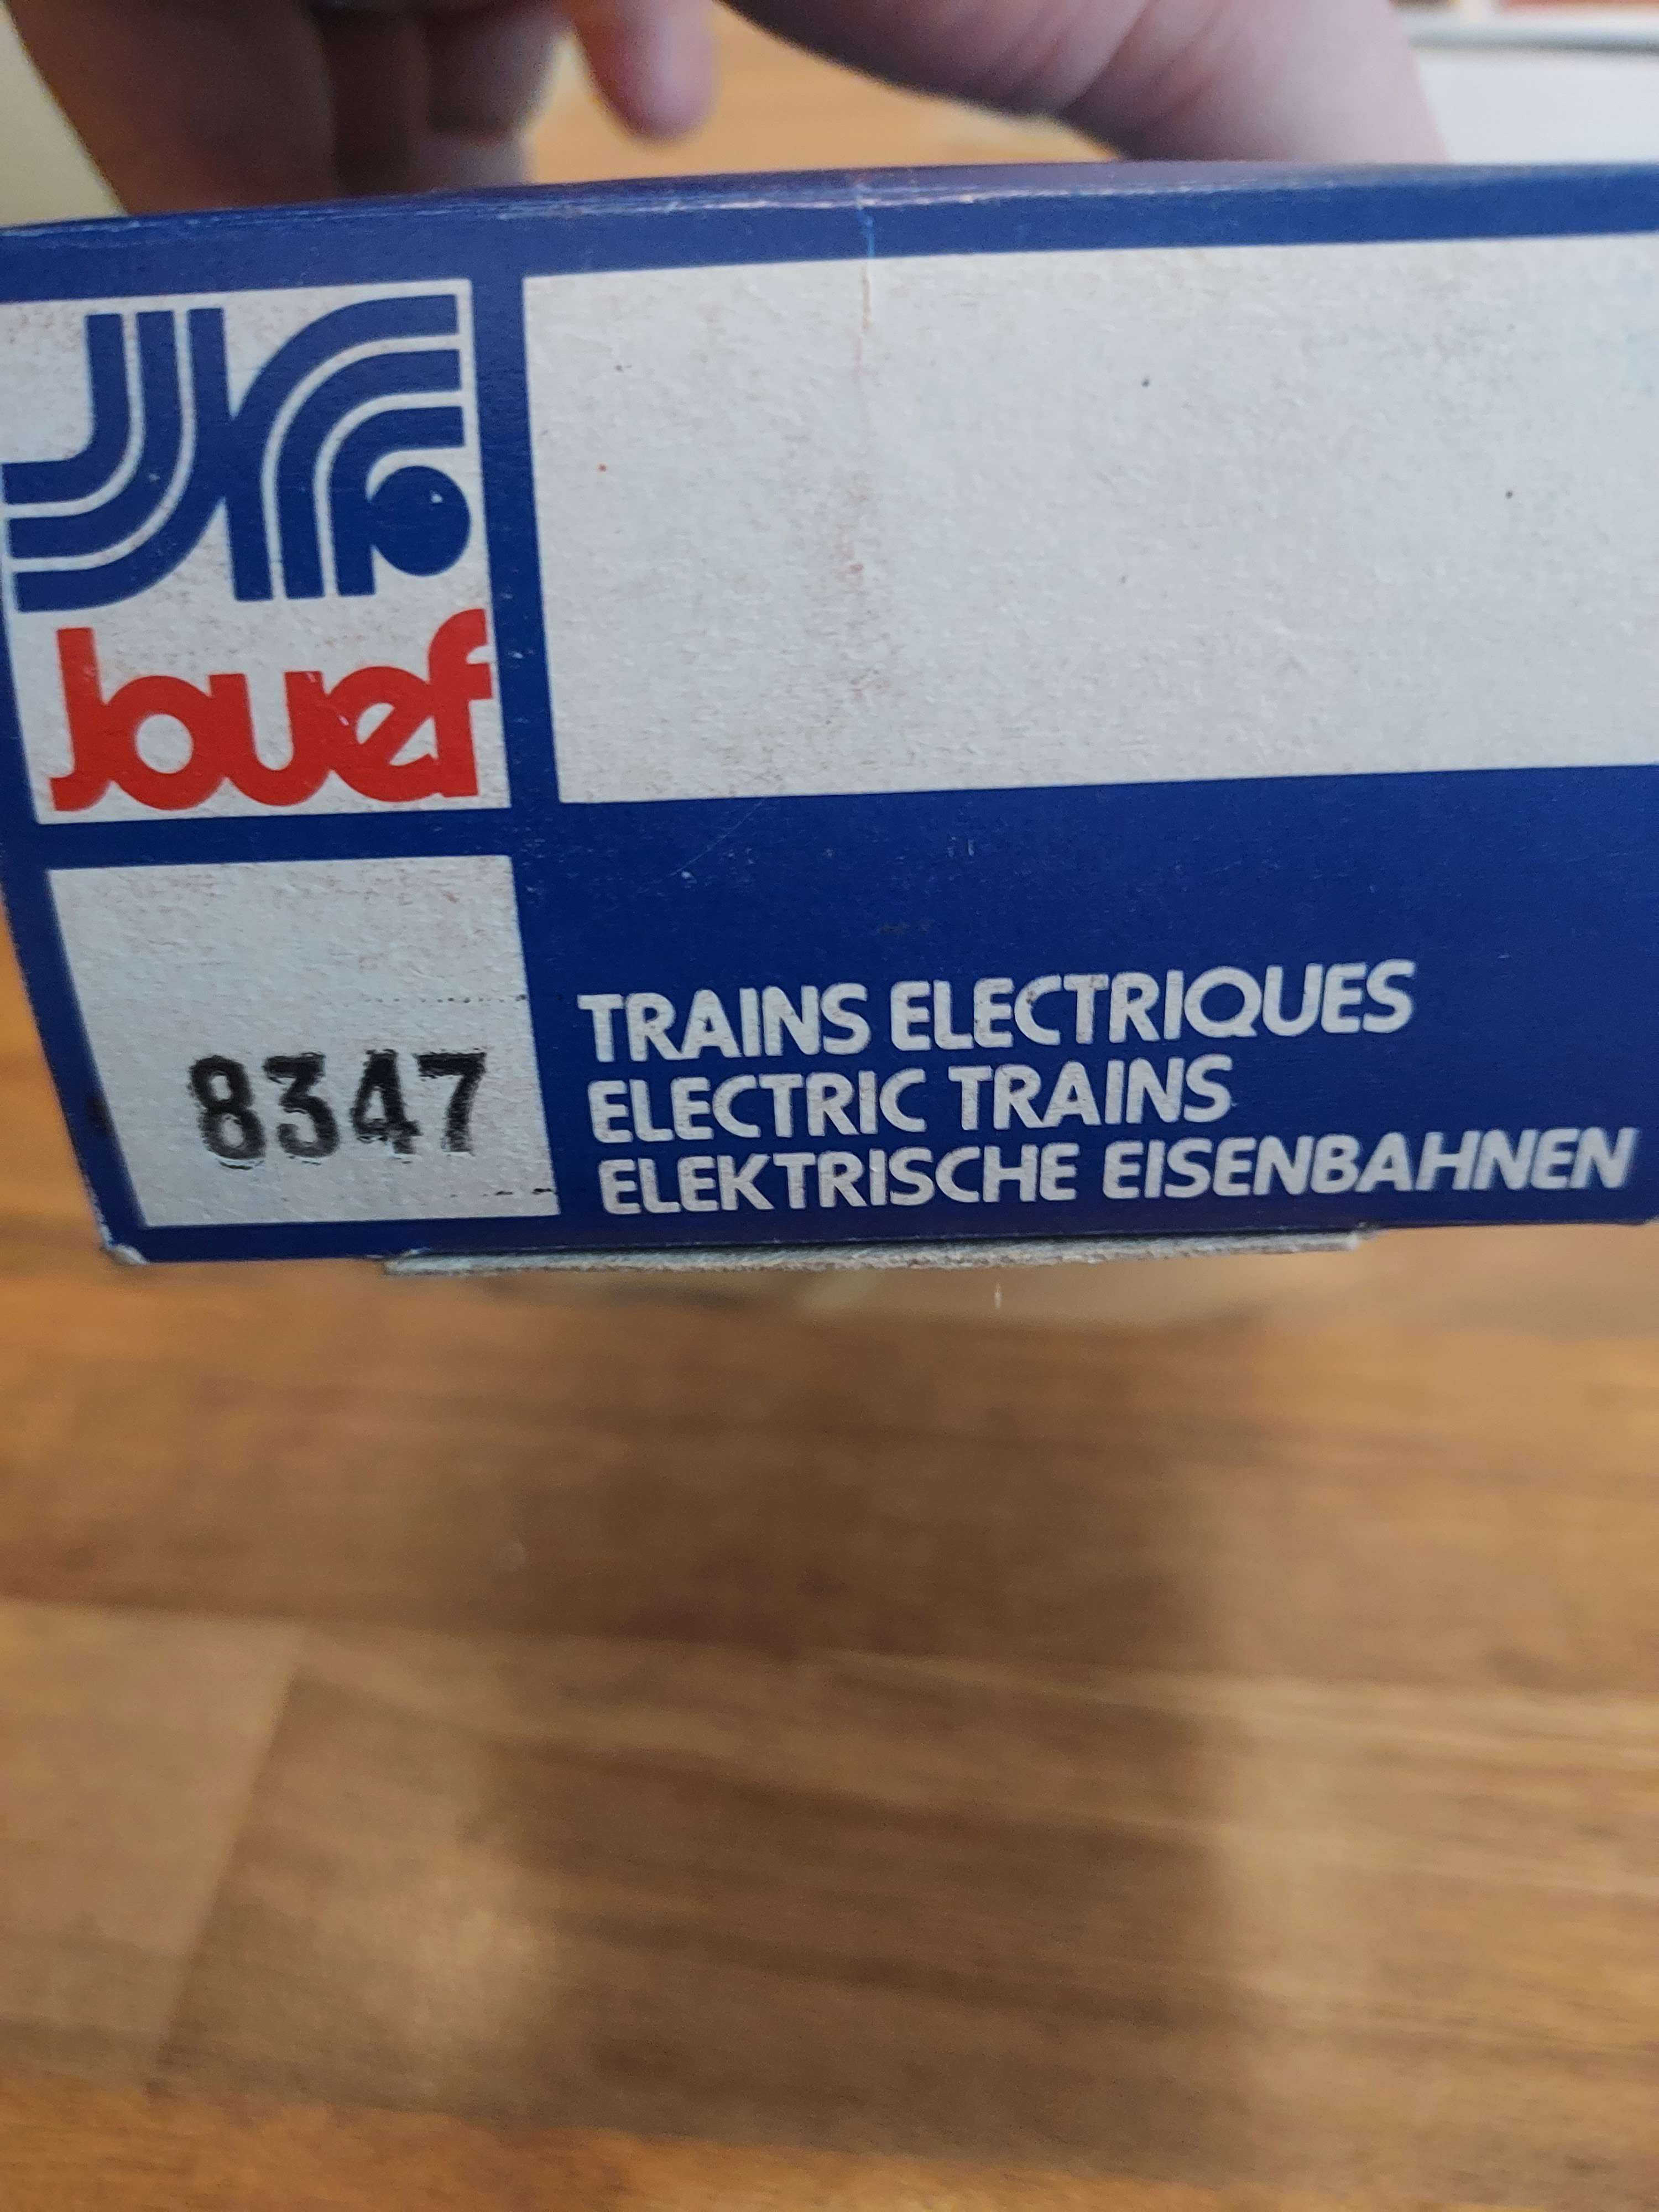 Jouef
8347
TRAINS ELECTRIQUES
ELECTRIC TRAINS
ELEKTRISCHE EISENBAHNEN